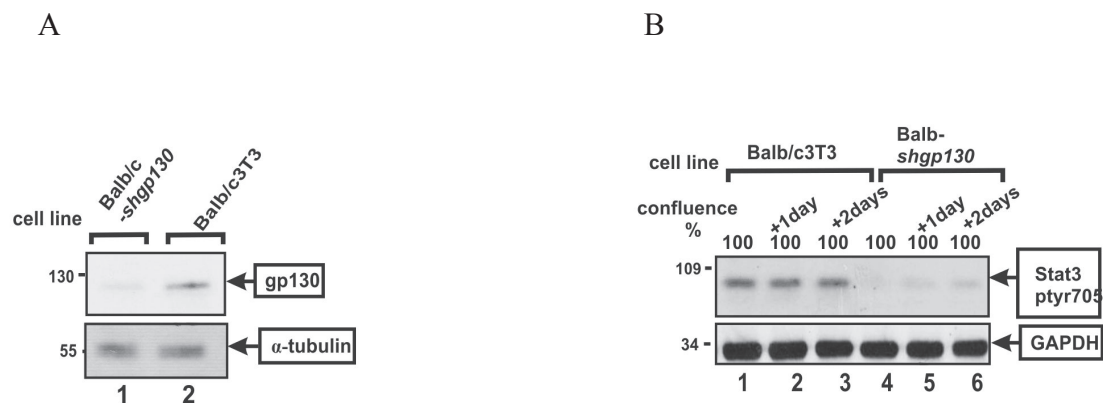 A
Balb/c
-shgp130
Balb/c3T3
cell line
130
gp130
55
α-tubulin
1 2
B
Balb-
shgp130
Balb/c3T3
cell line
confluence
%
+1day +2days +1day +2days
100 100 100 100 100 100
109
Stat3
ptyr705
34
GAPDH
1 2 3 4 5 6